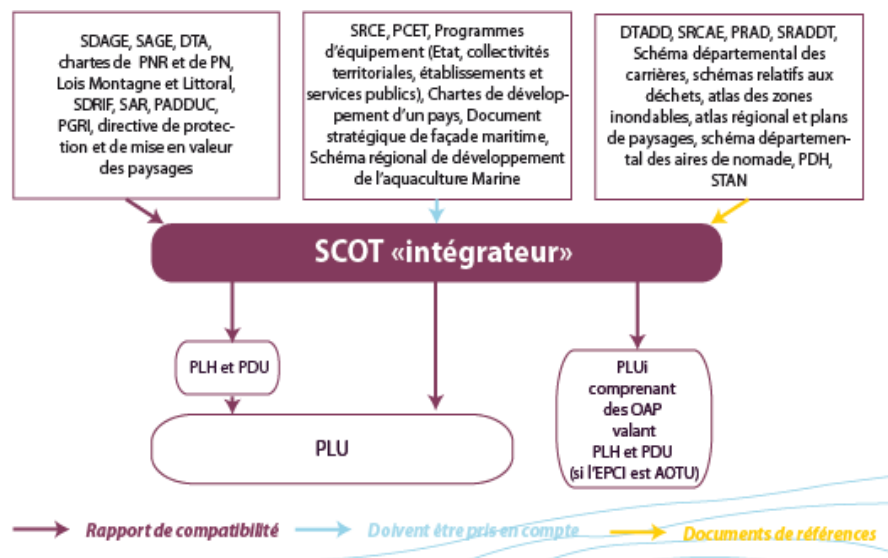 SDAGE, SAGE, DTA,
chartes de PNR et de PN,
Lois Montagne et Littoral,
SDRIF, SAR, PADDUC,
PGRI, directive de protec-
tion et de mise en valeur
des paysages
SRCE, PCET, Programmes
d'équipement (Etat, collectivités
territoriales, établissements et
services publics), Chartes de dévelop-
pement d'un pays, Document
stratégique de façade maritime,
Schéma régional de développement
de l'aquaculture Marine
DTADD, SRCAE, PRAD, SRADDT,
Schéma départemental des
carrières, schémas relatifs aux
déchets, atlas des zones
inondables, atlas régional et plans
de paysages, schéma départemen-
tal des aires de nomade, PDH,
STAN
SCOT «intégrateur»
PLH et PDU
PLU
PLUi
comprenant
des OAP
valant
PLH et PDU
(si l'EPCI est AOTU)
Rapport de compatibilité
Doivent être pris en compte
Documents de références